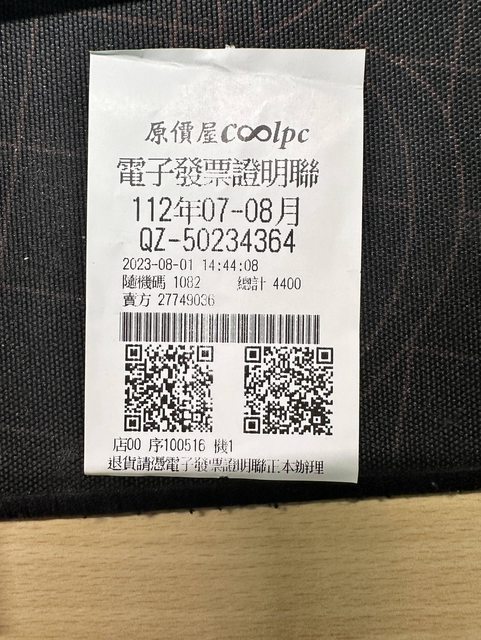 原價屋coolpc
電子發票證明聯
112年07-08月
QZ-50234364
2023-08-01 14:44:08
隨機碼 1082 總計 4400
賣方 27749036
店00 序100516 機1
退貨請憑電子發票證明聯正本辦理